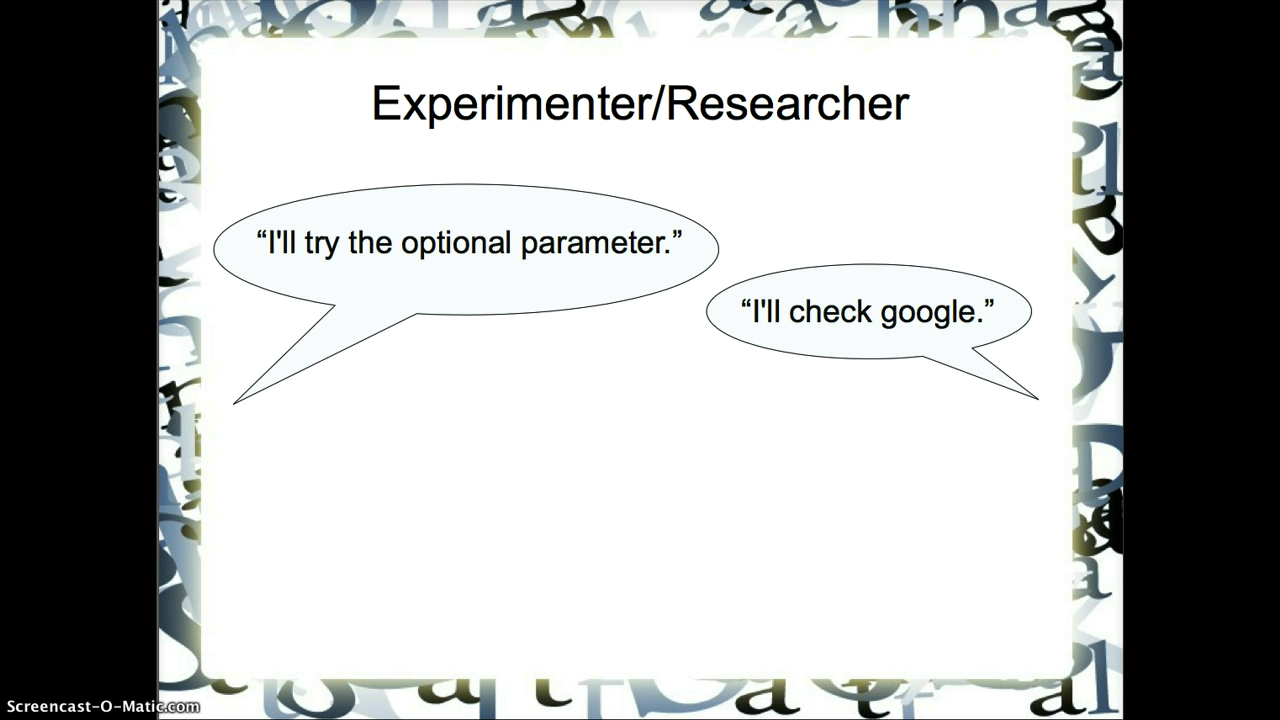 Experimenter/Researcher
“I'll try the optional parameter.”
“I'll check google.”
Screencast-O-Matic.com